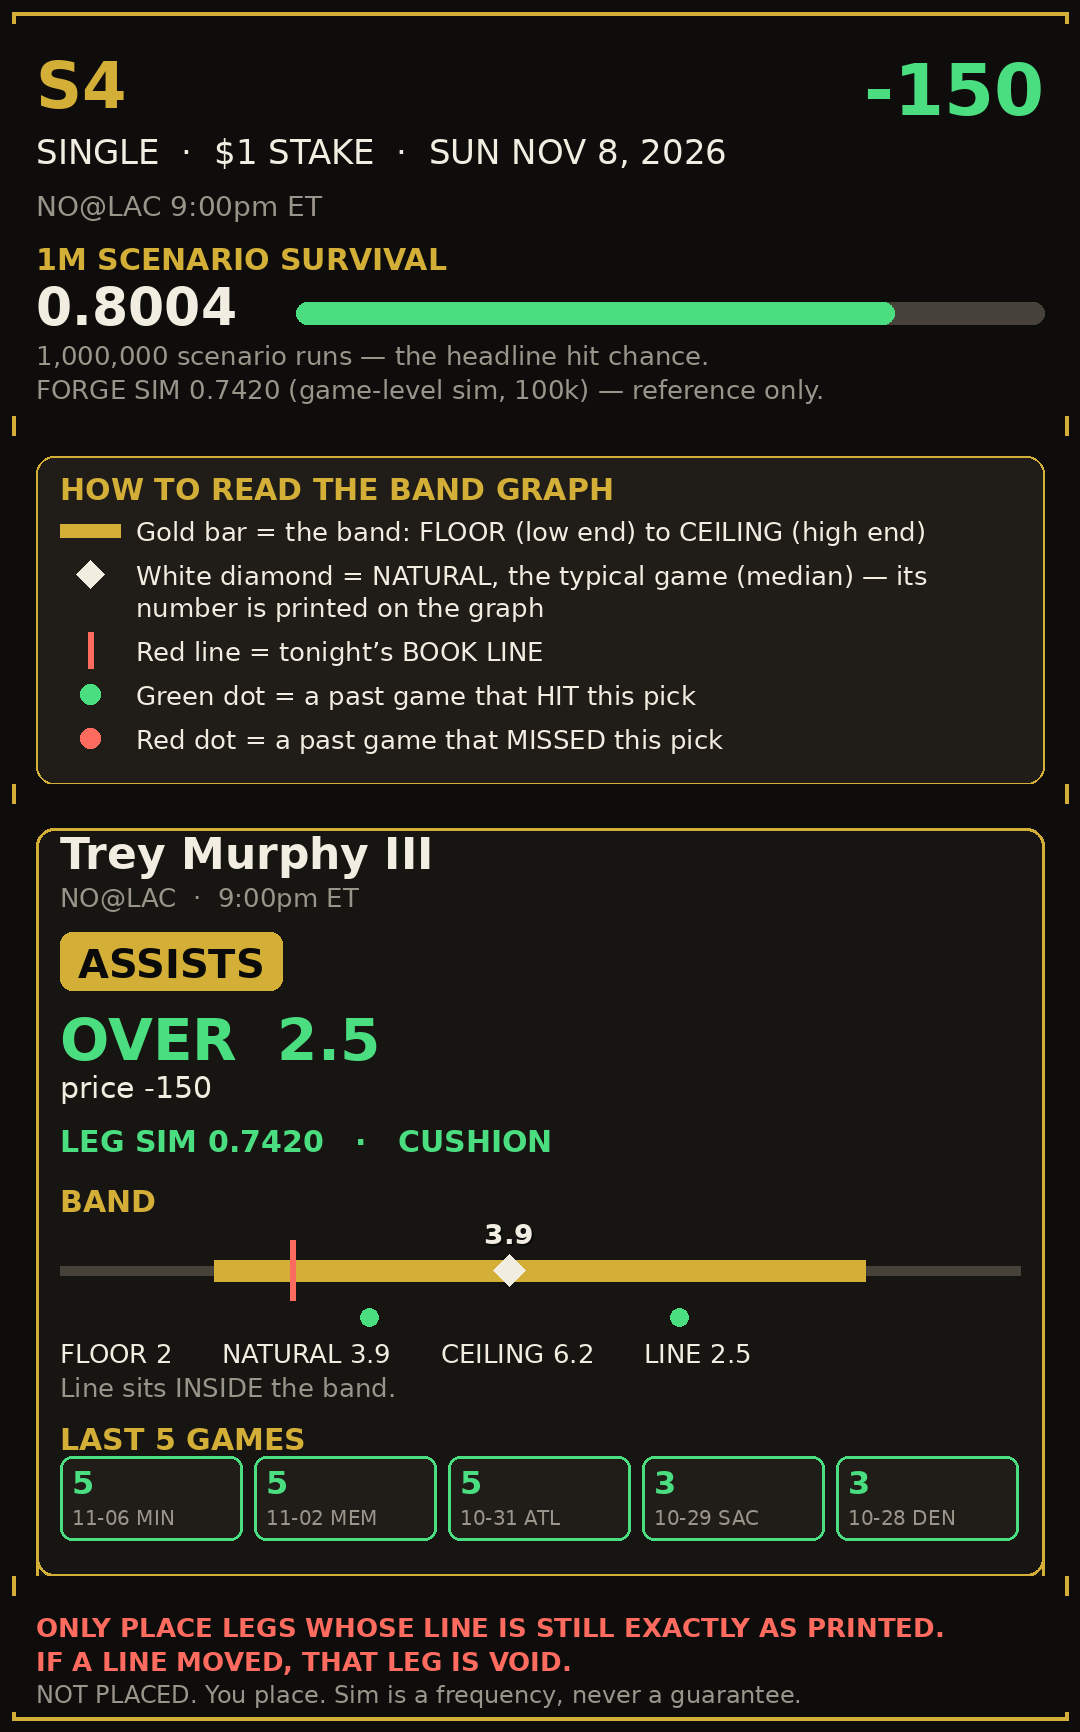 S4
-150
SINGLE · $1 STAKE · SUN NOV 8, 2026
NO@LAC 9:00pm ET
1M SCENARIO SURVIVAL
0.8004
1,000,000 scenario runs — the headline hit chance.
FORGE SIM 0.7420 (game-level sim, 100k) — reference only.
HOW TO READ THE BAND GRAPH
Gold bar = the band: FLOOR (low end) to CEILING (high end)
White diamond = NATURAL, the typical game (median) — its
number is printed on the graph
Red line = tonight’s BOOK LINE
Green dot = a past game that HIT this pick
Red dot = a past game that MISSED this pick
Trey Murphy III
NO@LAC · 9:00pm ET
ASSISTS
OVER 2.5
price -150
LEG SIM 0.7420 · CUSHION
BAND
3.9
FLOOR 2 NATURAL 3.9 CEILING 6.2 LINE 2.5
Line sits INSIDE the band.
LAST 5 GAMES
5 5 5 3 3
11-06 MIN 11-02 MEM 10-31 ATL 10-29 SAC 10-28 DEN
ONLY PLACE LEGS WHOSE LINE IS STILL EXACTLY AS PRINTED.
IF A LINE MOVED, THAT LEG IS VOID.
NOT PLACED. You place. Sim is a frequency, never a guarantee.